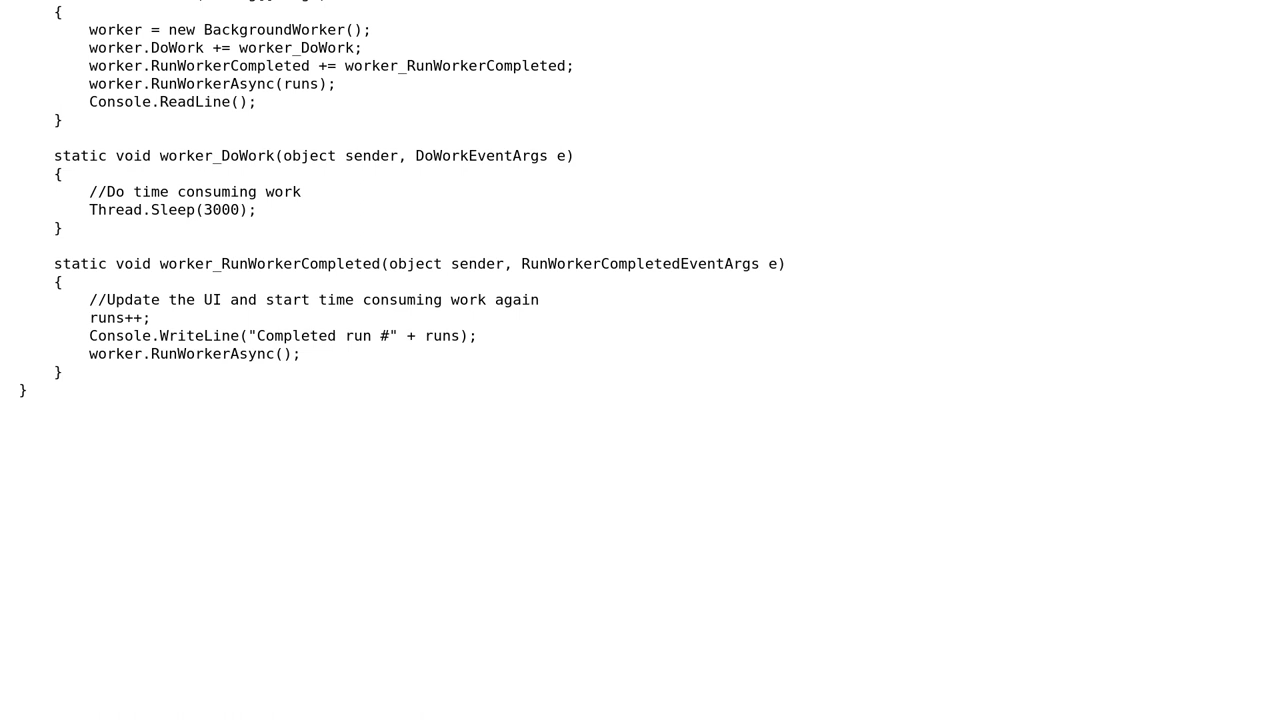 {
        worker = new BackgroundWorker();
        worker.DoWork += worker_DoWork;
        worker.RunWorkerCompleted += worker_RunWorkerCompleted;
        worker.RunWorkerAsync(runs);
        Console.ReadLine();
    }

    static void worker_DoWork(object sender, DoWorkEventArgs e)
    {
        //Do time consuming work
        Thread.Sleep(3000);
    }

    static void worker_RunWorkerCompleted(object sender, RunWorkerCompletedEventArgs e)
    {
        //Update the UI and start time consuming work again
        runs++;
        Console.WriteLine("Completed run #" + runs);
        worker.RunWorkerAsync();
    }
}